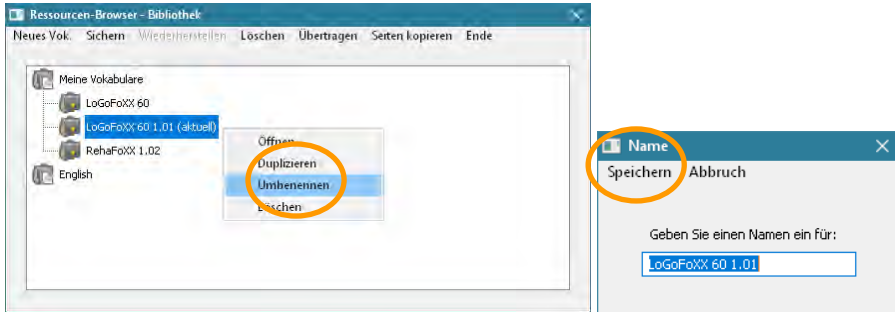 Ressourcen-Browser - Bibliothek
Neues Vok. Sichern Wiederherstellen Löschen Übertragen Seiten kopieren Ende
Meine Vokabulare
LoGoFoXX 60
LoGoFoXX 60 1.01 (aktuell)
RehaFoXX 1.02
English
Öffnen
Duplizieren
Umbenennen
Löschen
Name
Speichern Abbruch
Geben Sie einen Namen ein für:
LoGoFoXX 60 1.01